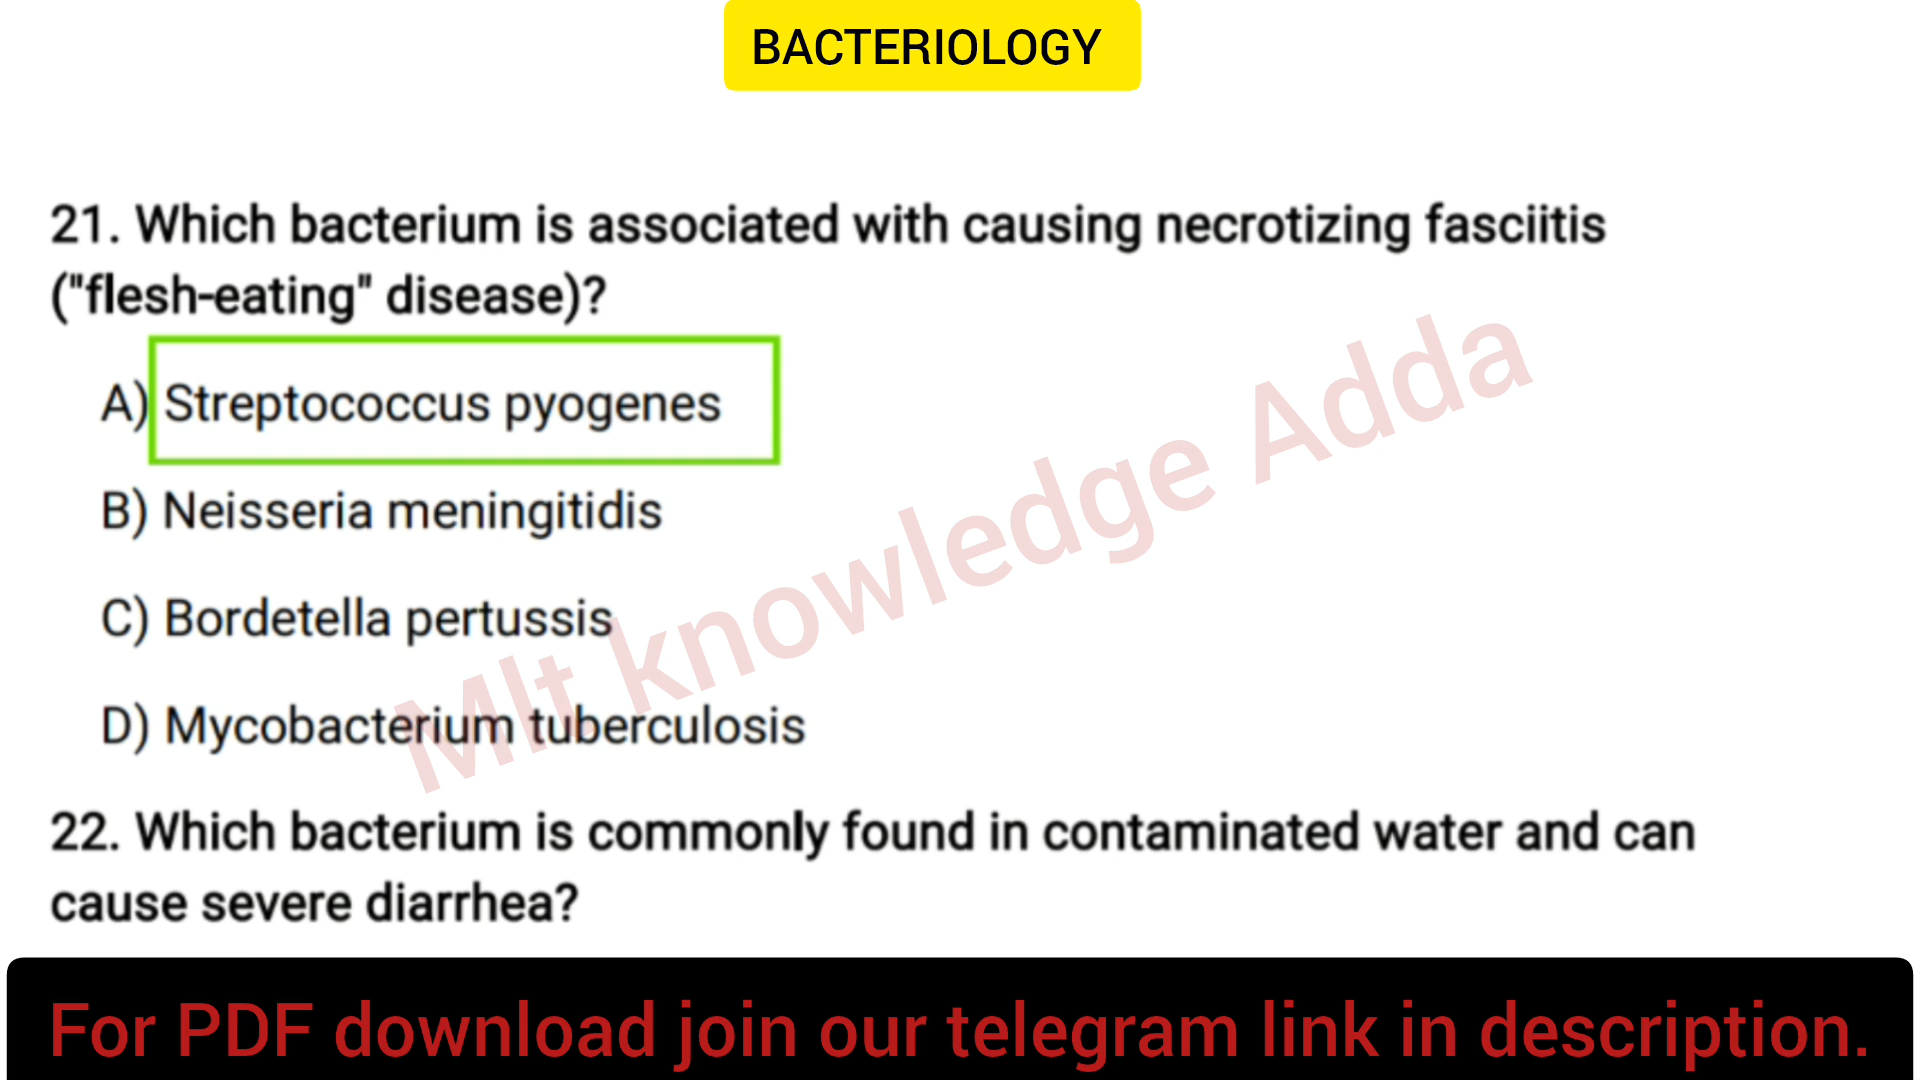 BACTERIOLOGY
21. Which bacterium is associated with causing necrotizing fasciitis
("flesh-eating" disease)?
A) Streptococcus pyogenes
B) Neisseria meningitidis
C) Bordetella pertussis
D) Mycobacterium tuberculosis
Mlt knowledge Adda
22. Which bacterium is commonly found in contaminated water and can
cause severe diarrhea?
For PDF download join our telegram link in description.